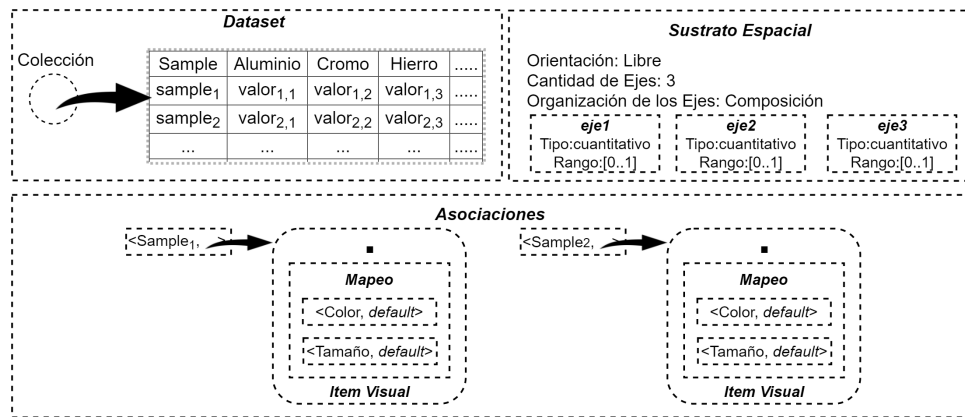 Dataset
Colección
Sample Aluminio Cromo Hierro .....
sample1 valor1,1 valor1,2 valor1,3 .....
sample2 valor2,1 valor2,2 valor2,3 .....
... ... ... ... .....
Sustrato Espacial
Orientación: Libre
Cantidad de Ejes: 3
Organización de los Ejes: Composición
eje1 eje2 eje3
Tipo:cuantitativo Tipo:cuantitativo Tipo:cuantitativo
Rango:[0..1] Rango:[0..1] Rango:[0..1]
Asociaciones
<Sample1, > <Sample2, >
Mapeo Mapeo
<Color, default> <Color, default>
<Tamaño, default> <Tamaño, default>
Item Visual Item Visual